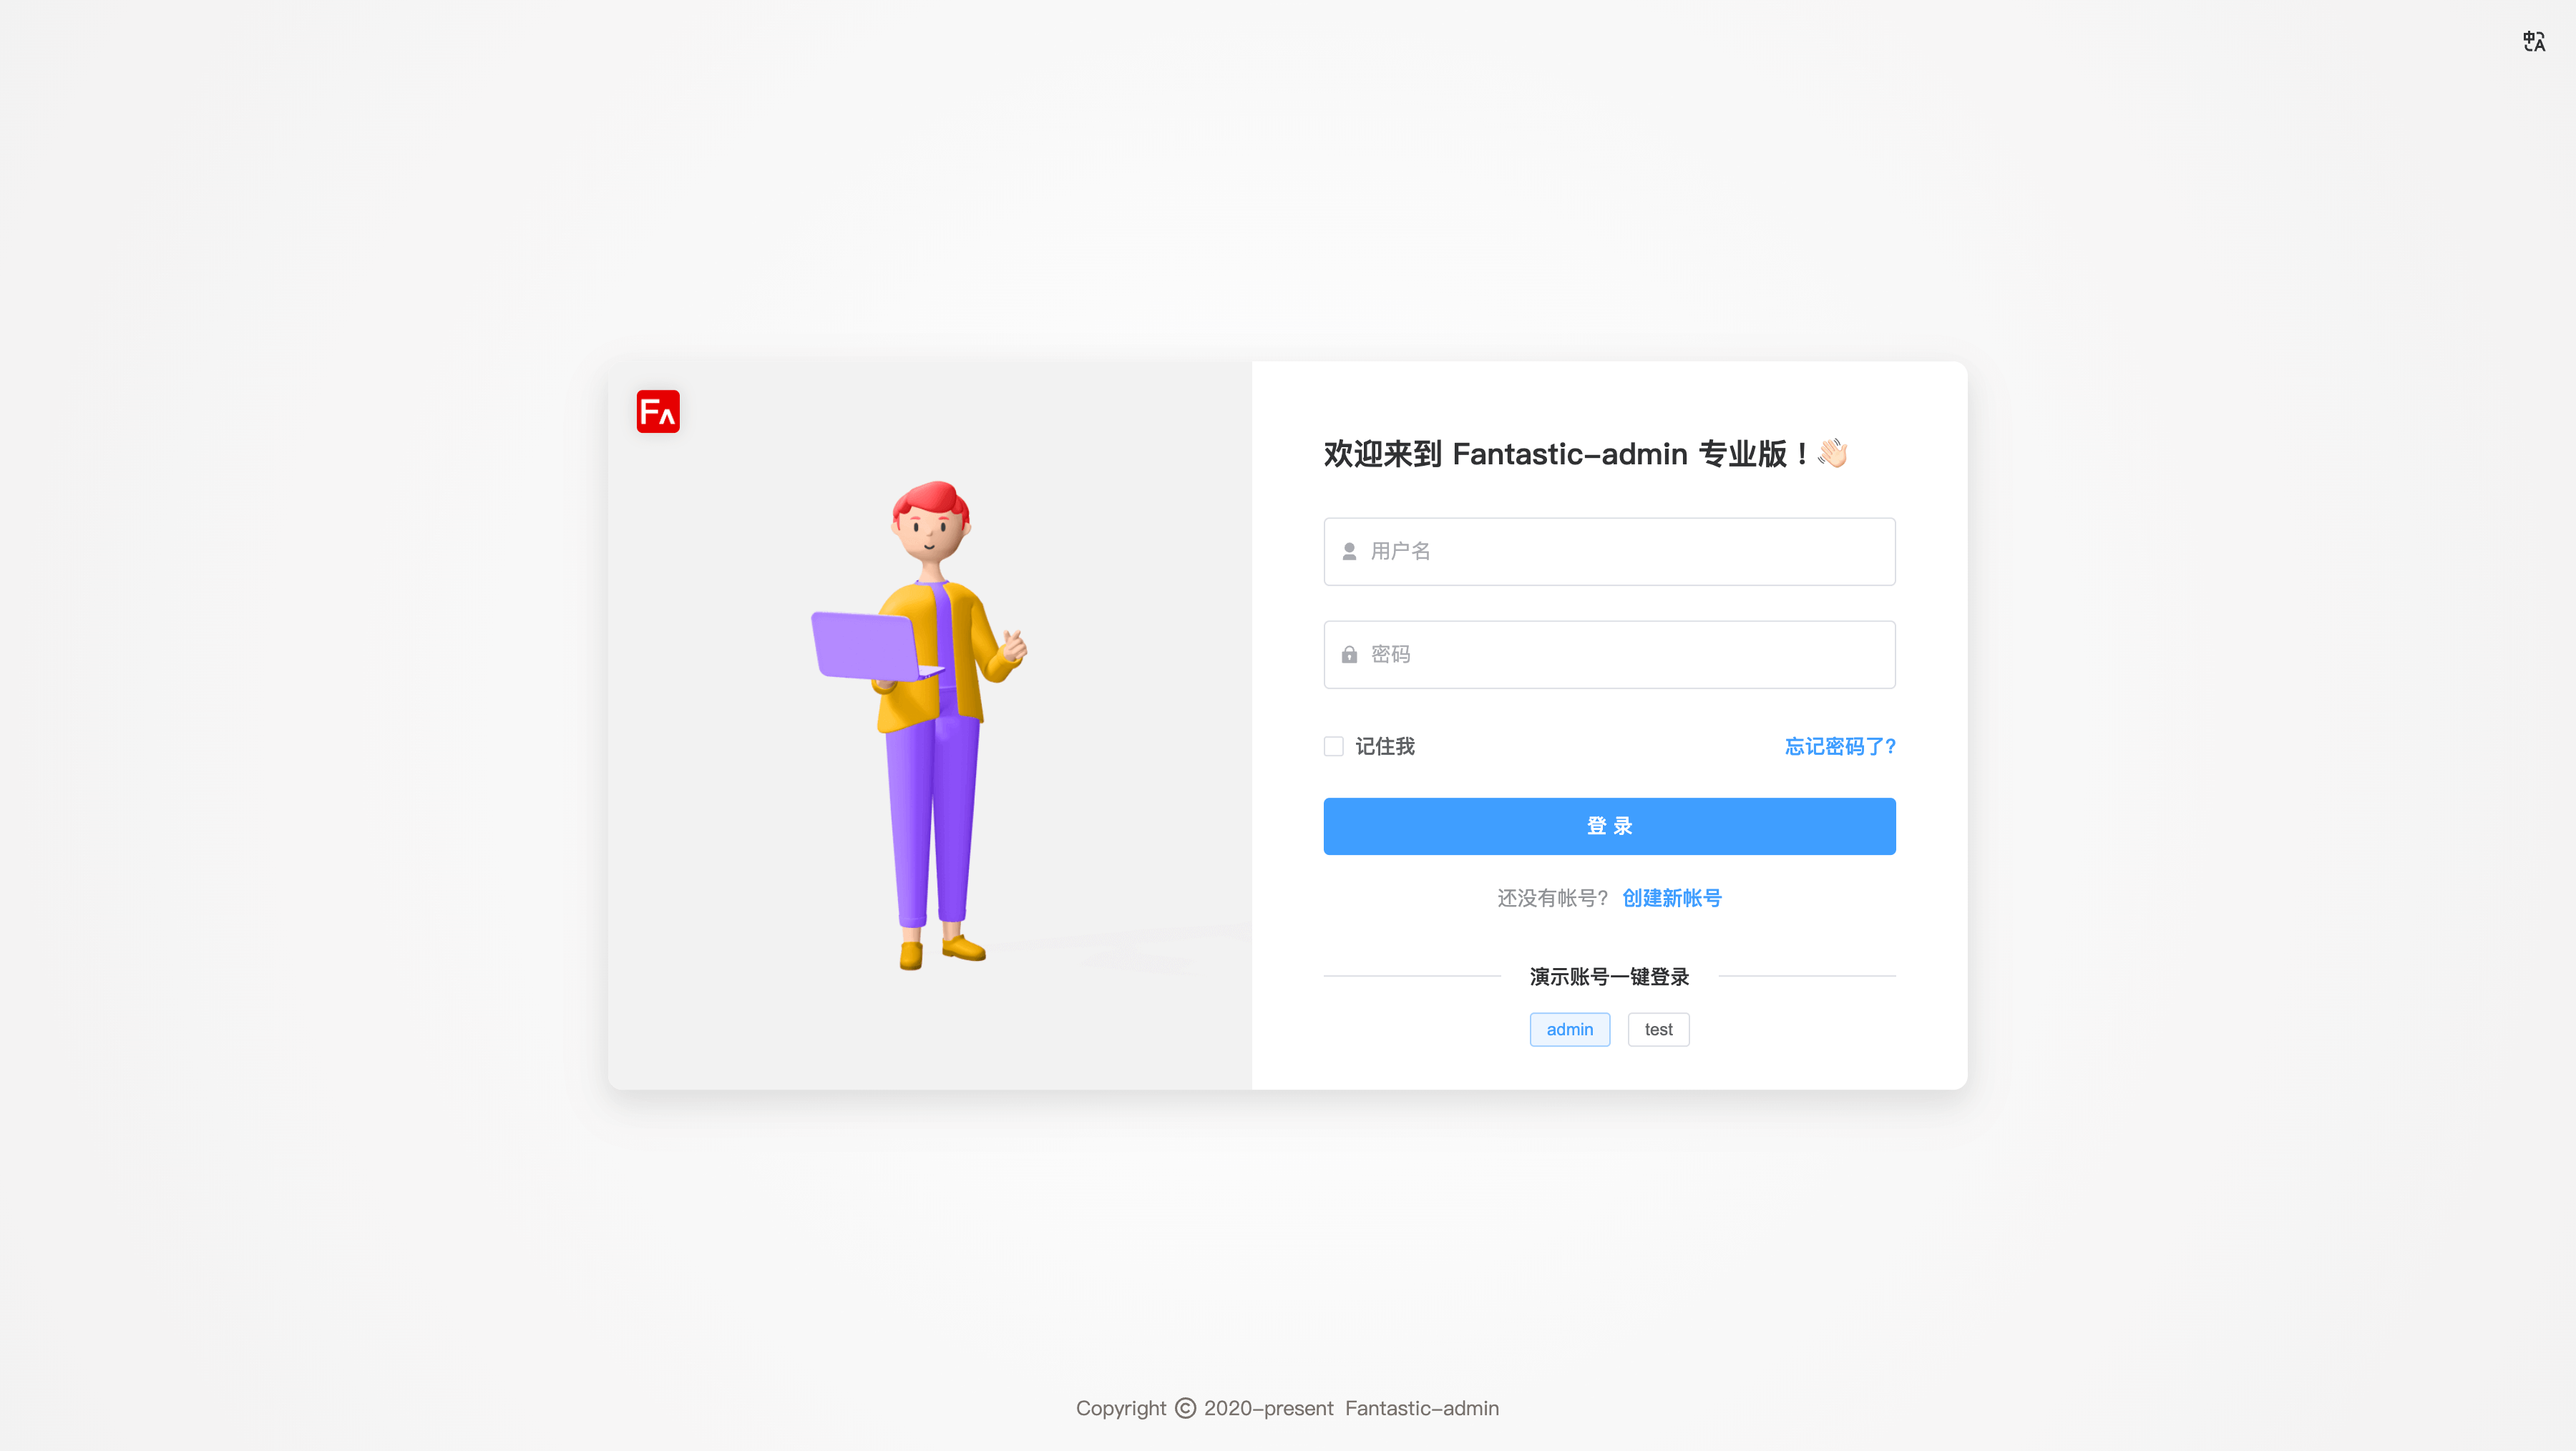 FA
欢迎来到 Fantastic-admin 专业版！👋🏻
用户名
密码
记住我
忘记密码了?
登 录
还没有帐号? 创建新帐号
演示账号一键登录
admin
test
Copyright © 2020-present Fantastic-admin